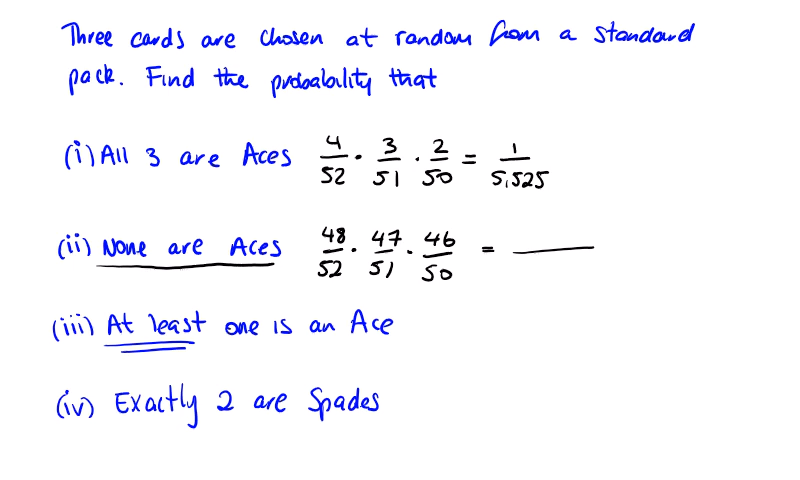 Three cards are chosen at random from a standard
pack. Find the probability that
(i) All 3 are Aces 4/52 · 3/51 · 2/50 = 1/5,525
(ii) None are Aces 48/52 · 47/51 · 46/50 = ___
(iii) At least one is an Ace
(iv) Exactly 2 are Spades